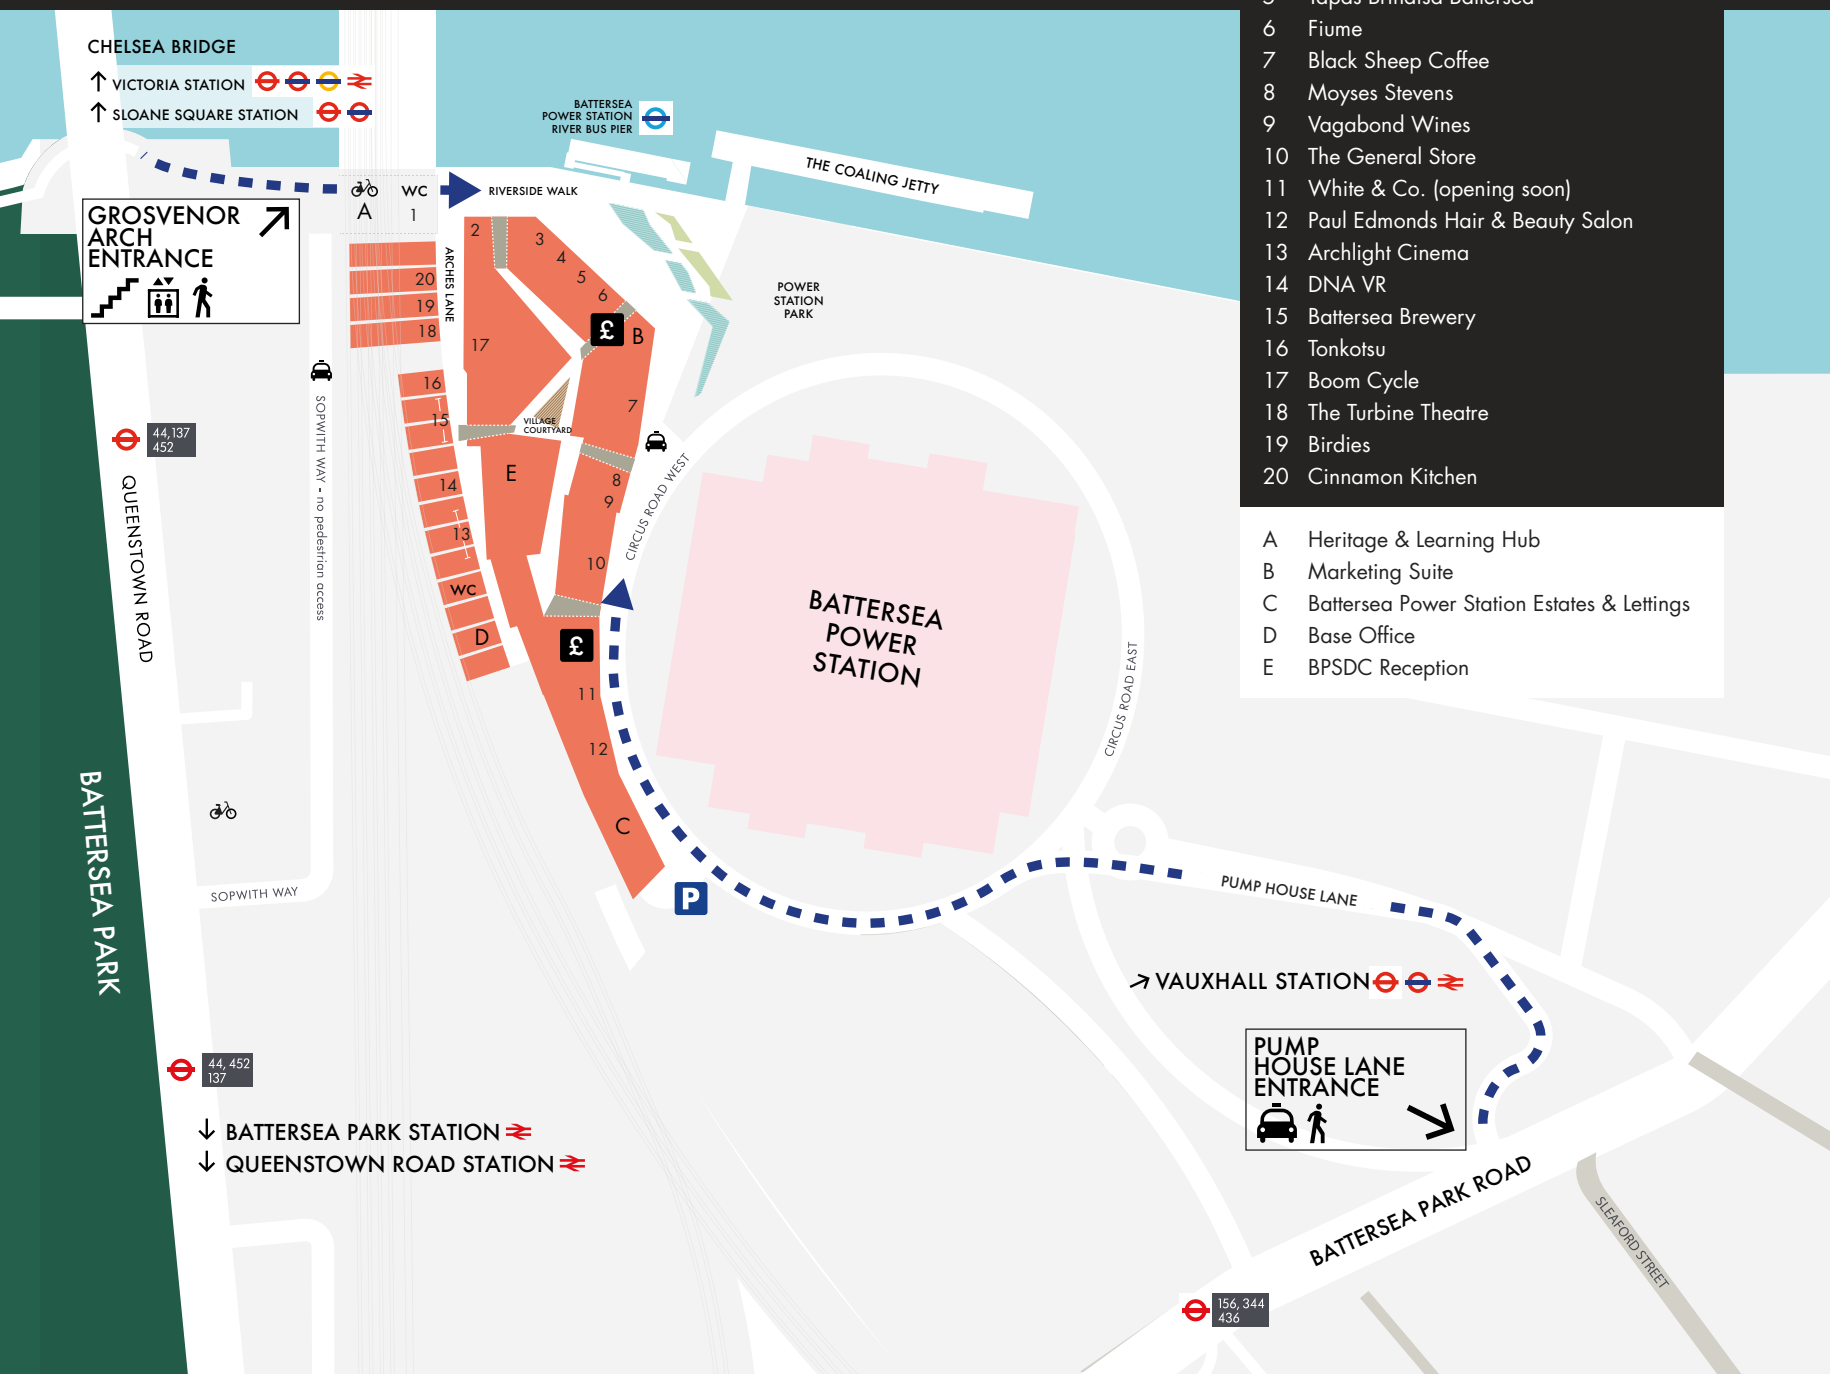 CHELSEA BRIDGE
VICTORIA STATION
SLOANE SQUARE STATION
BATTERSEA
POWER STATION
RIVER BUS PIER
THE COALING JETTY
A
WC
1
RIVERSIDE WALK
GROSVENOR
ARCH
ENTRANCE
ARCHES LANE
2
3
4
5
6
£
B
20
19
18
17
16
15
7
VILLAGE
COURTYARD
POWER
STATION
PARK
44,137
452
QUEENSTOWN ROAD
SOPWITH WAY - no pedestrian access
E
14
13
8
9
10
WC
D
£
11
12
C
P
CIRCUS ROAD WEST
BATTERSEA
POWER
STATION
CIRCUS ROAD EAST
BATTERSEA PARK
SOPWITH WAY
PUMP HOUSE LANE
VAUXHALL STATION
PUMP
HOUSE LANE
ENTRANCE
44, 452
137
BATTERSEA PARK STATION
QUEENSTOWN ROAD STATION
BATTERSEA PARK ROAD
SLEAFORD STREET
156, 344
436
6 Fiume
7 Black Sheep Coffee
8 Moyses Stevens
9 Vagabond Wines
10 The General Store
11 White & Co. (opening soon)
12 Paul Edmonds Hair & Beauty Salon
13 Archlight Cinema
14 DNA VR
15 Battersea Brewery
16 Tonkotsu
17 Boom Cycle
18 The Turbine Theatre
19 Birdies
20 Cinnamon Kitchen
A Heritage & Learning Hub
B Marketing Suite
C Battersea Power Station Estates & Lettings
D Base Office
E BPSDC Reception